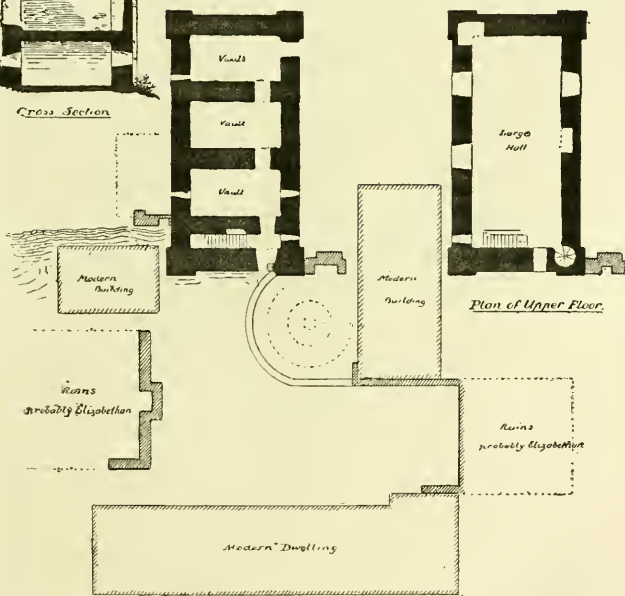 Cross Section
Vault
Vault
Vault
Large
Hall
Plan of Upper Floor.
Modern
Building
Modern
Building
Ruins
probably Elizabethan
Ruins
probably Elizabethan
Modern Dwelling